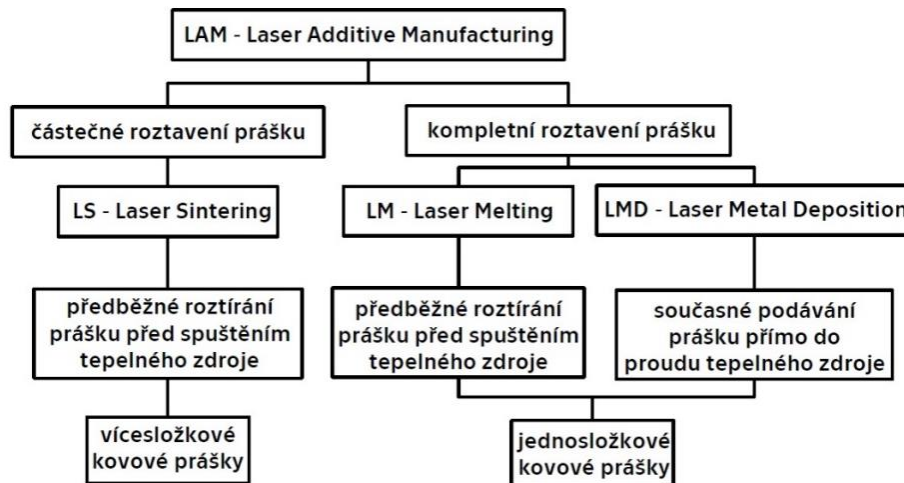 LAM - Laser Additive Manufacturing
částečné roztavení prášku
kompletní roztavení prášku
LS - Laser Sintering
LM - Laser Melting
LMD - Laser Metal Deposition
předběžné roztírání
prášku před spuštěním
tepelného zdroje
předběžné roztírání
prášku před spuštěním
tepelného zdroje
současné podávání
prášku přímo do
proudu tepelného zdroje
vícesložkové
kovové prášky
jednosložkové
kovové prášky